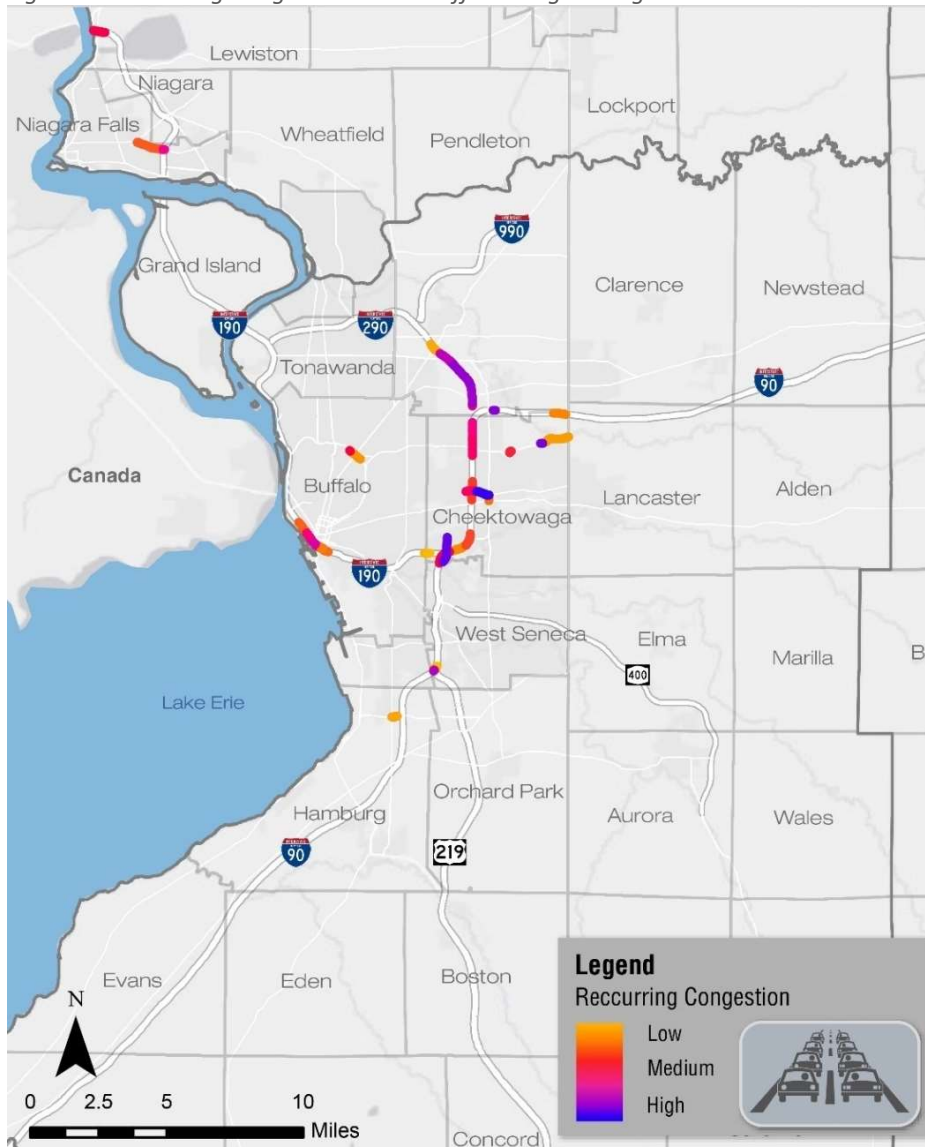 Lewiston
Niagara
Lockport
Niagara Falls
Wheatfield
Pendleton
INTERSTATE
990
Grand Island
Clarence
Newstead
190
290
Tonawanda
90
Canada
Buffalo
Lancaster
Alden
Cheektowaga
190
West Seneca
Elma
Marilla
B
400
Lake Erie
Orchard Park
Hamburg
Aurora
Wales
90
219
Evans
Eden
Boston
Legend
Reccurring Congestion
Low
Medium
High
N
0 2.5 5 10
Miles
Concord